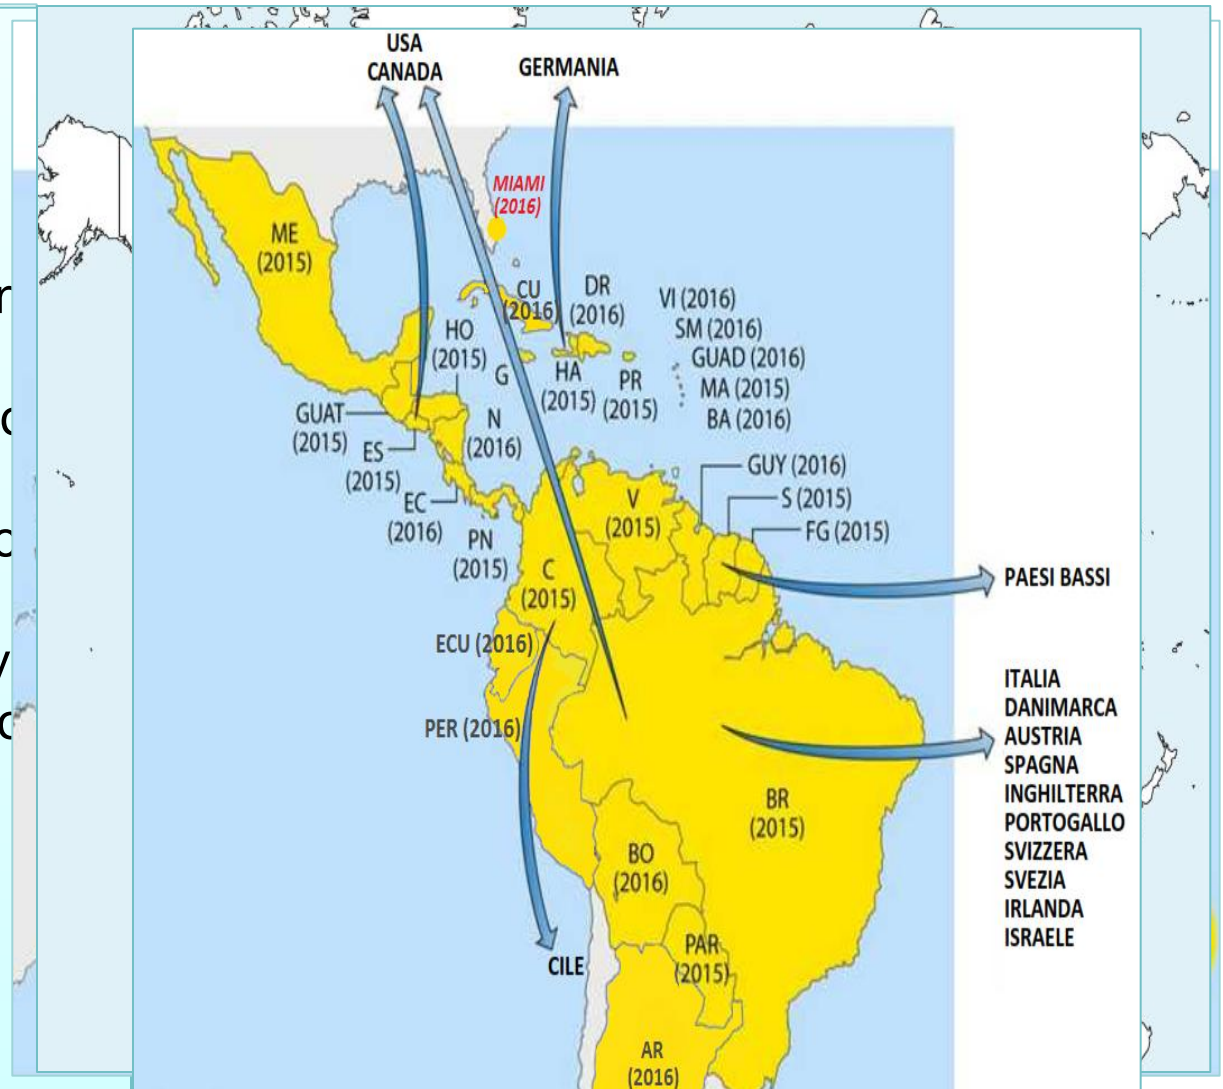 USA
CANADA
GERMANIA
MIAMI
(2016)
ME
(2015)
CU
(2016)
DR
(2016)
VI (2016)
SM (2016)
GUAD (2016)
MA (2015)
BA (2016)
HO
(2015)
G
HA
(2015)
PR
(2015)
GUAT
(2015)
N
(2016)
ES
(2015)
EC
(2016)
PN
(2015)
GUY (2016)
S (2015)
FG (2015)
V
(2015)
C
(2015)
PAESI BASSI
ECU (2016)
PER (2016)
ITALIA
DANIMARCA
AUSTRIA
SPAGNA
INGHILTERRA
PORTOGALLO
SVIZZERA
SVEZIA
IRLANDA
ISRAELE
BR
(2015)
BO
(2016)
PAR
(2015)
CILE
AR
(2016)